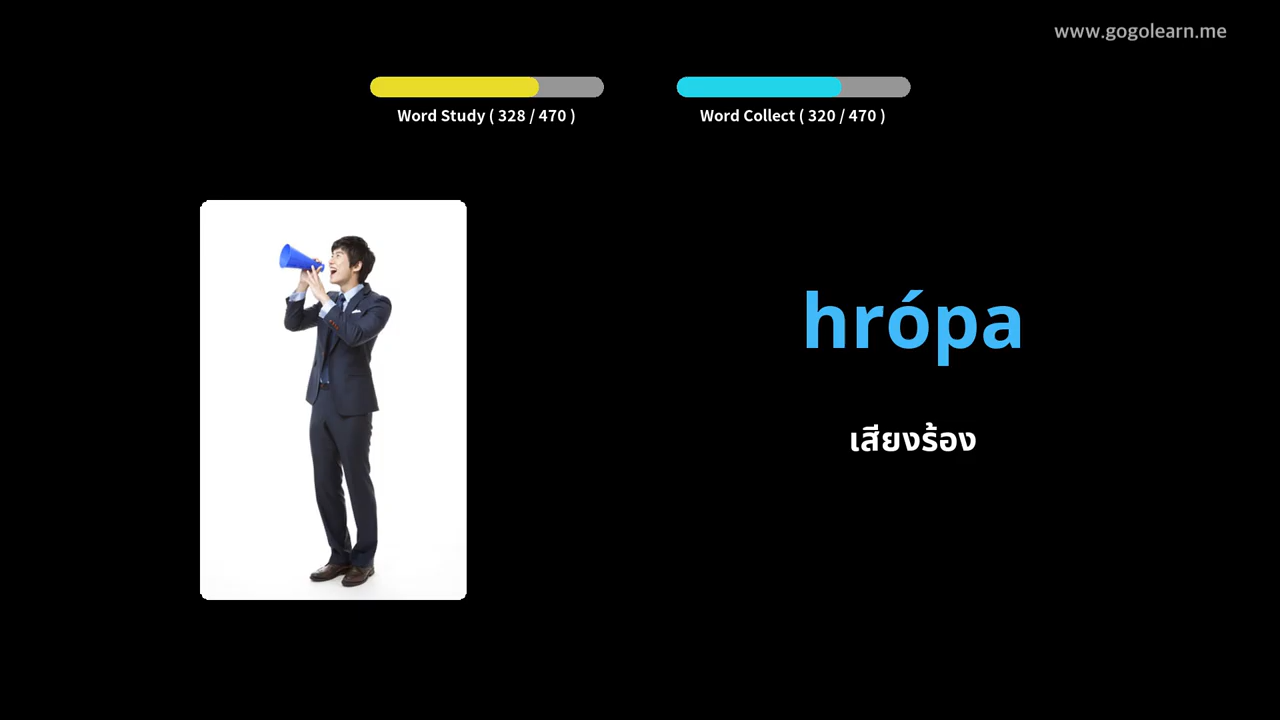 www.gogolearn.me
Word Study ( 328 / 470 )
Word Collect ( 320 / 470 )
hrópa
เสียงร้อง